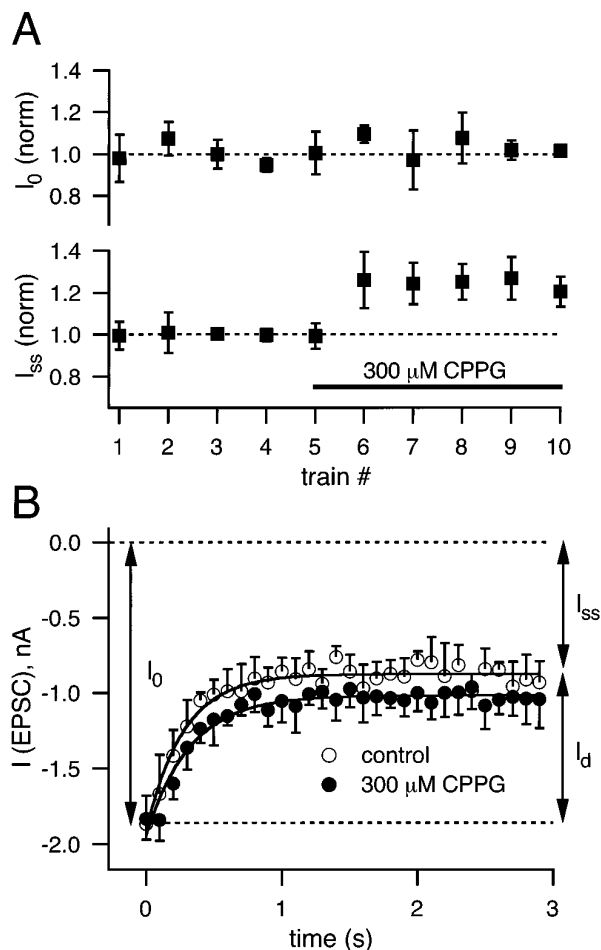 A
I0 (norm)
1.4
1.2
1.0
0.8
Iss (norm)
1.4
1.2
1.0
0.8
300 μM CPPG
1 2 3 4 5 6 7 8 9 10
train #
B
I (EPSC), nA
0.0
-0.5
-1.0
-1.5
-2.0
I0
Iss
Id
control
300 μM CPPG
0 1 2 3
time (s)